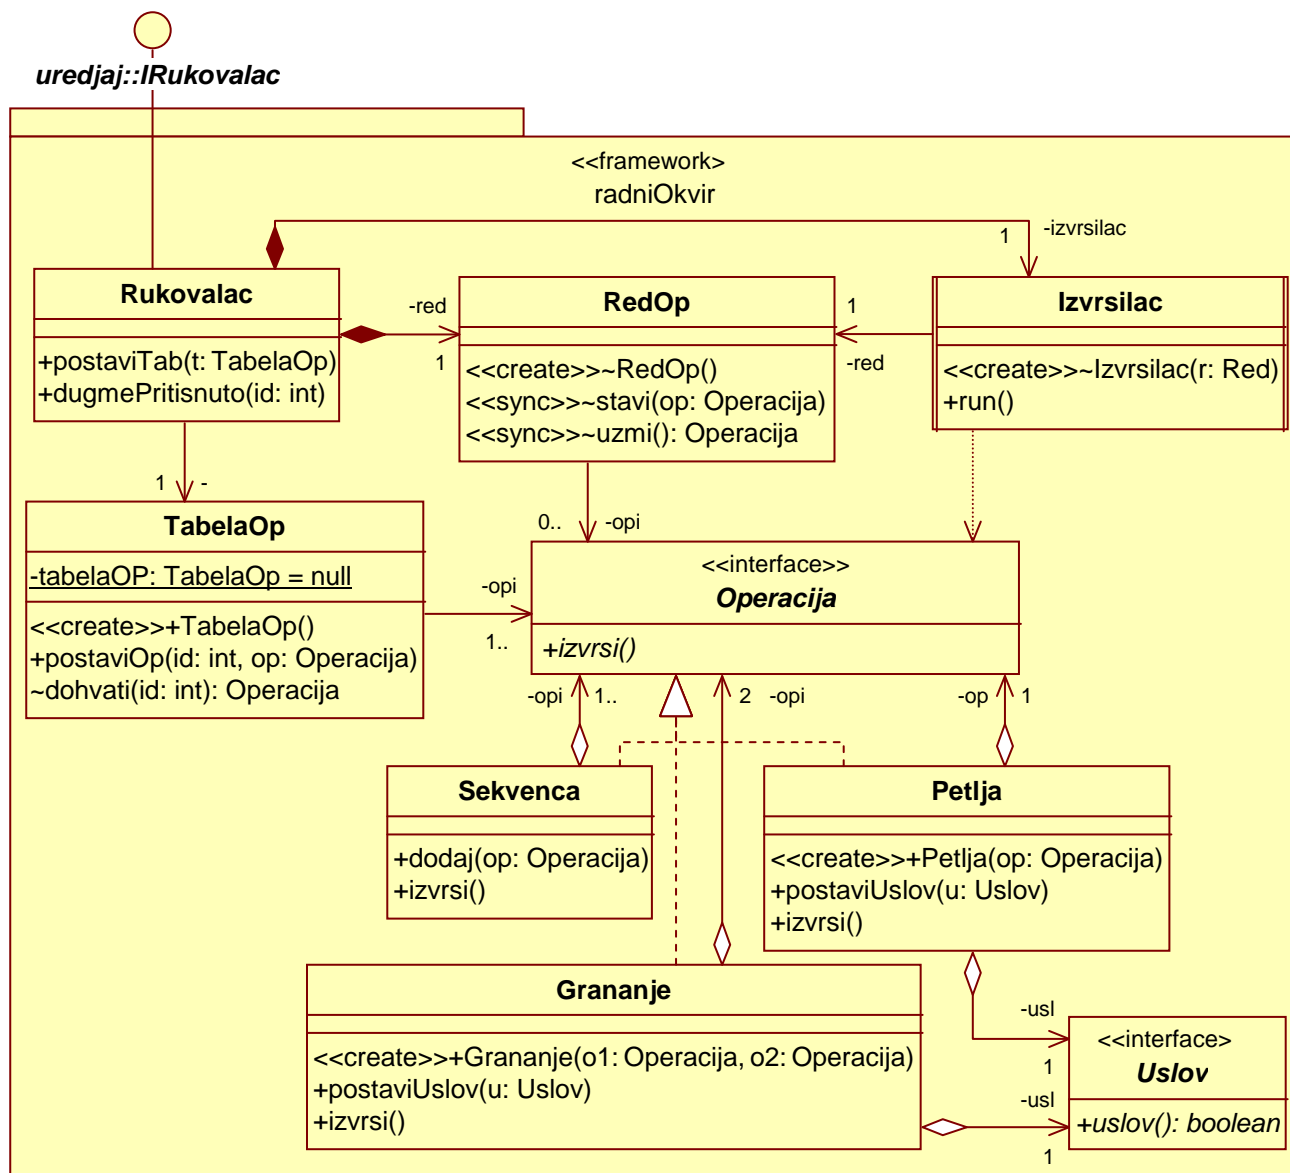 uredjaj::IRukovalac
<<framework>
radniOkvir
1
-izvrsilac
Rukovalac
+postaviTab(t: TabelaOp)
+dugmePritisnuto(id: int)
-red
1
RedOp
<<create>>~RedOp()
<<sync>>~stavi(op: Operacija)
<<sync>>~uzmi(): Operacija
1
-red
Izvrsilac
<<create>>~Izvrsilac(r: Red)
+run()
1
-
TabelaOp
-tabelaOP: TabelaOp = null
<<create>>+TabelaOp()
+postaviOp(id: int, op: Operacija)
~dohvati(id: int): Operacija
-opi
1..
0..
-opi
<<interface>>
Operacija
+izvrsi()
-opi
1..
2
-opi
-op
1
Sekvenca
+dodaj(op: Operacija)
+izvrsi()
Petlja
<<create>>+Petlja(op: Operacija)
+postaviUslov(u: Uslov)
+izvrsi()
Grananje
<<create>>+Grananje(o1: Operacija, o2: Operacija)
+postaviUslov(u: Uslov)
+izvrsi()
-usl
1
-usl
1
<<interface>
Uslov
+uslov(): boolean